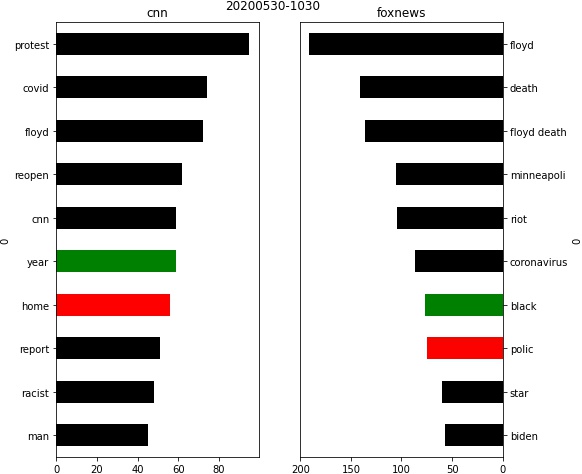 20200530-1030
cnn
foxnews
protest
covid
floyd
reopen
cnn
year
home
report
racist
man
0
0 20 40 60 80
floyd
death
floyd death
minneapoli
riot
coronavirus
black
polic
star
biden
0
200 150 100 50 0